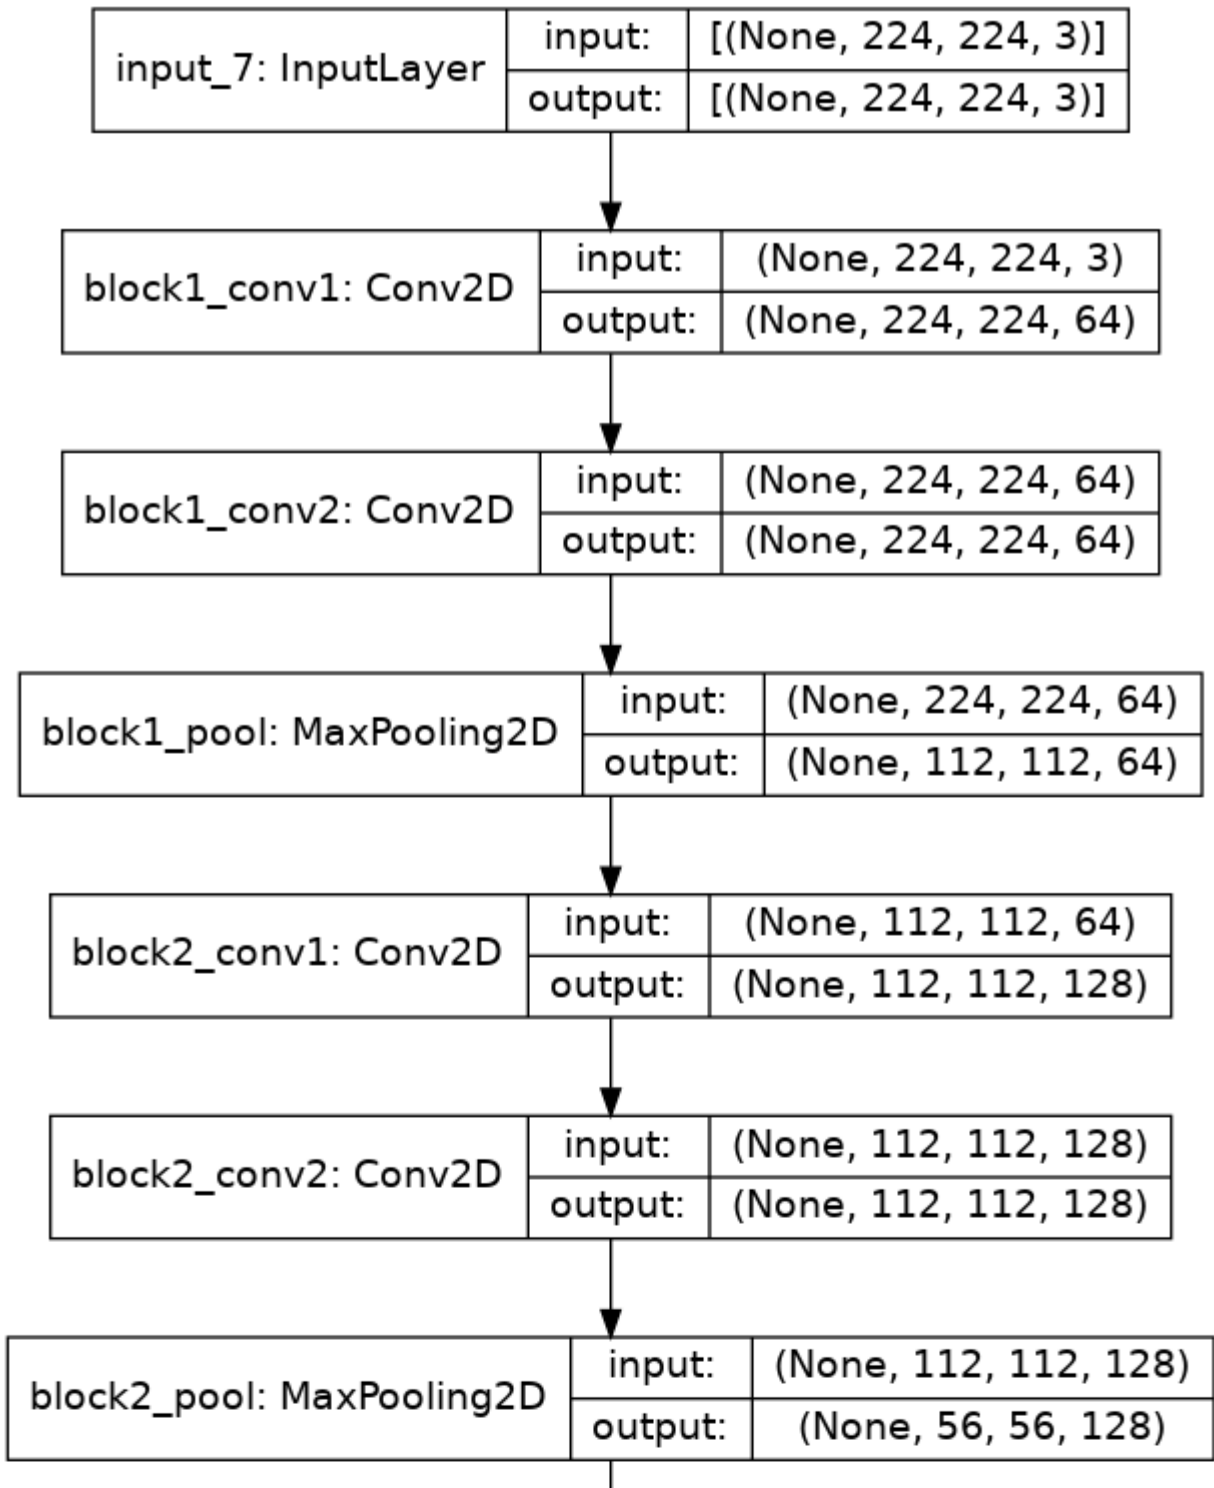 input_7: InputLayer
input: [(None, 224, 224, 3)]
output: [(None, 224, 224, 3)]
block1_conv1: Conv2D
input: (None, 224, 224, 3)
output: (None, 224, 224, 64)
block1_conv2: Conv2D
input: (None, 224, 224, 64)
output: (None, 224, 224, 64)
block1_pool: MaxPooling2D
input: (None, 224, 224, 64)
output: (None, 112, 112, 64)
block2_conv1: Conv2D
input: (None, 112, 112, 64)
output: (None, 112, 112, 128)
block2_conv2: Conv2D
input: (None, 112, 112, 128)
output: (None, 112, 112, 128)
block2_pool: MaxPooling2D
input: (None, 112, 112, 128)
output: (None, 56, 56, 128)